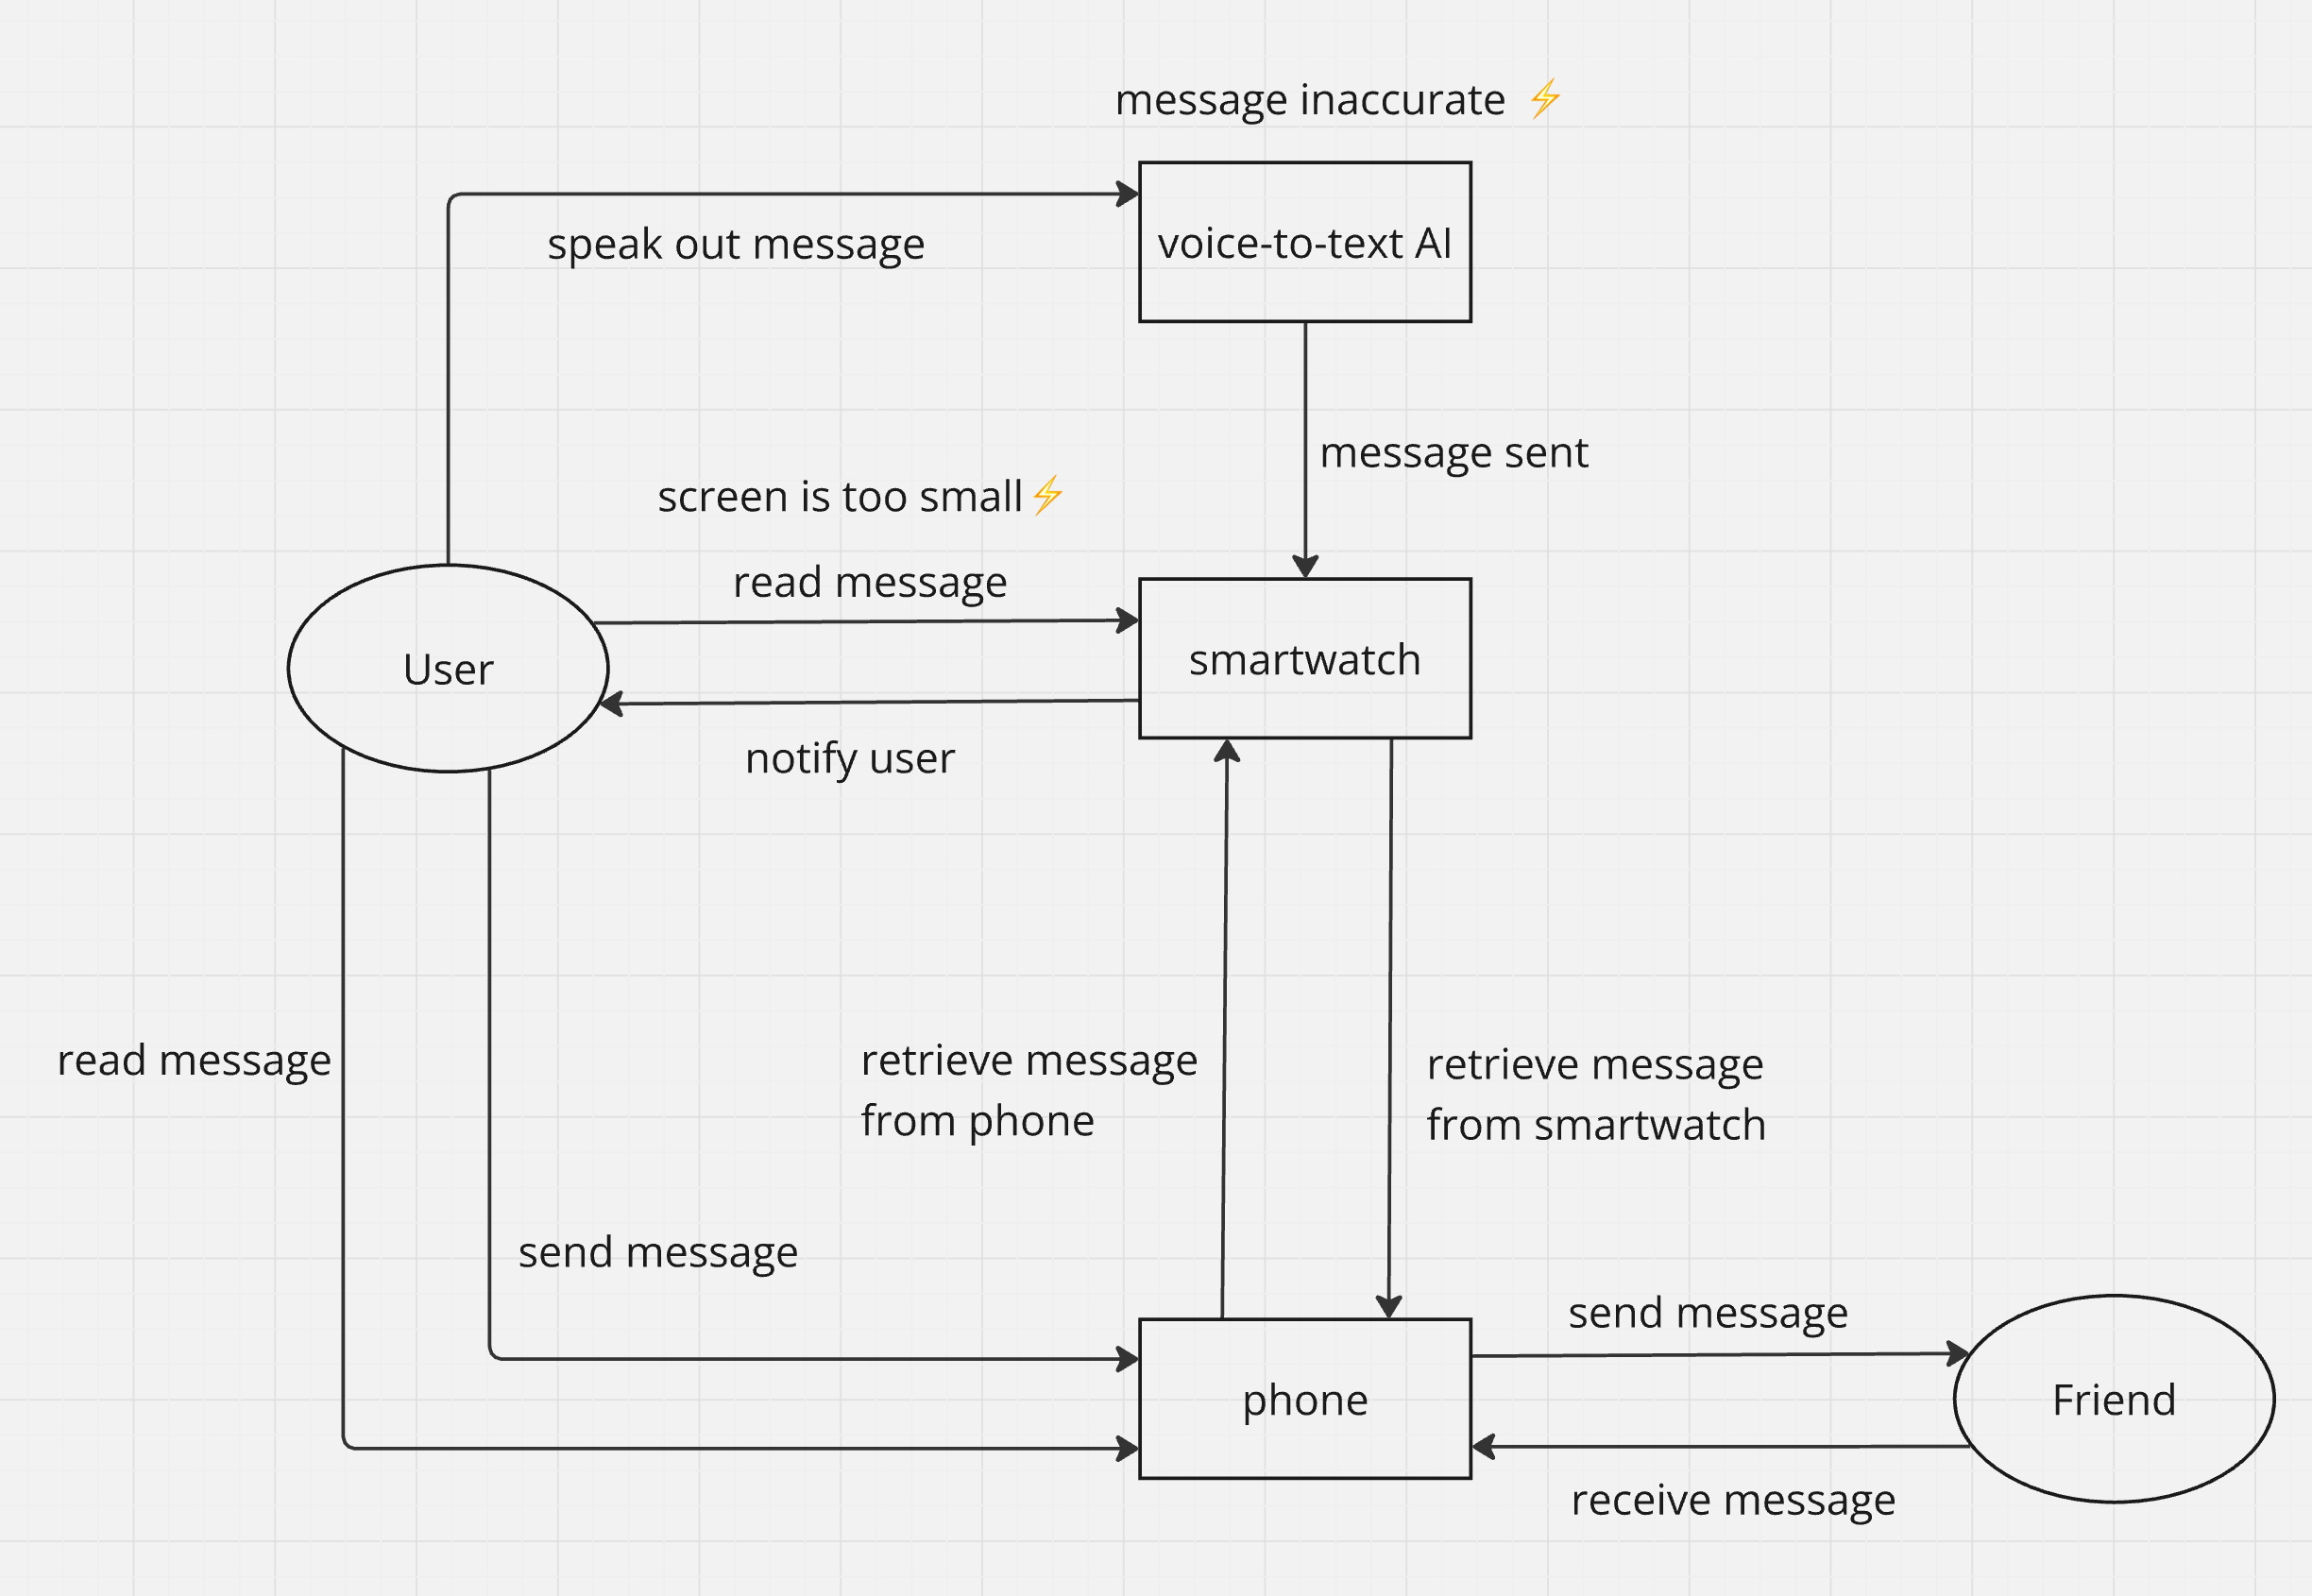 message inaccurate ⚡
voice-to-text AI
speak out message
message sent
screen is too small⚡
read message
User
smartwatch
notify user
read message
retrieve message
from phone
retrieve message
from smartwatch
send message
send message
phone
Friend
receive message